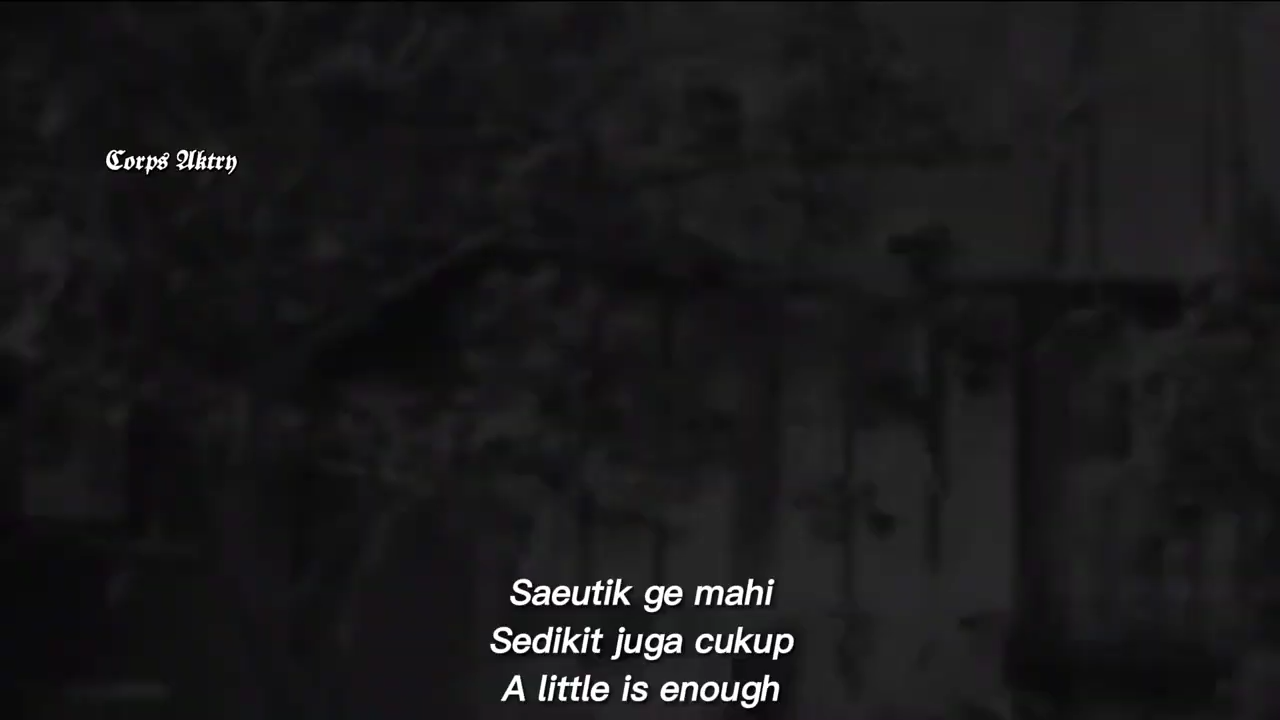 Corps Aktry
Saeutik ge mahi
Sedikit juga cukup
A little is enough